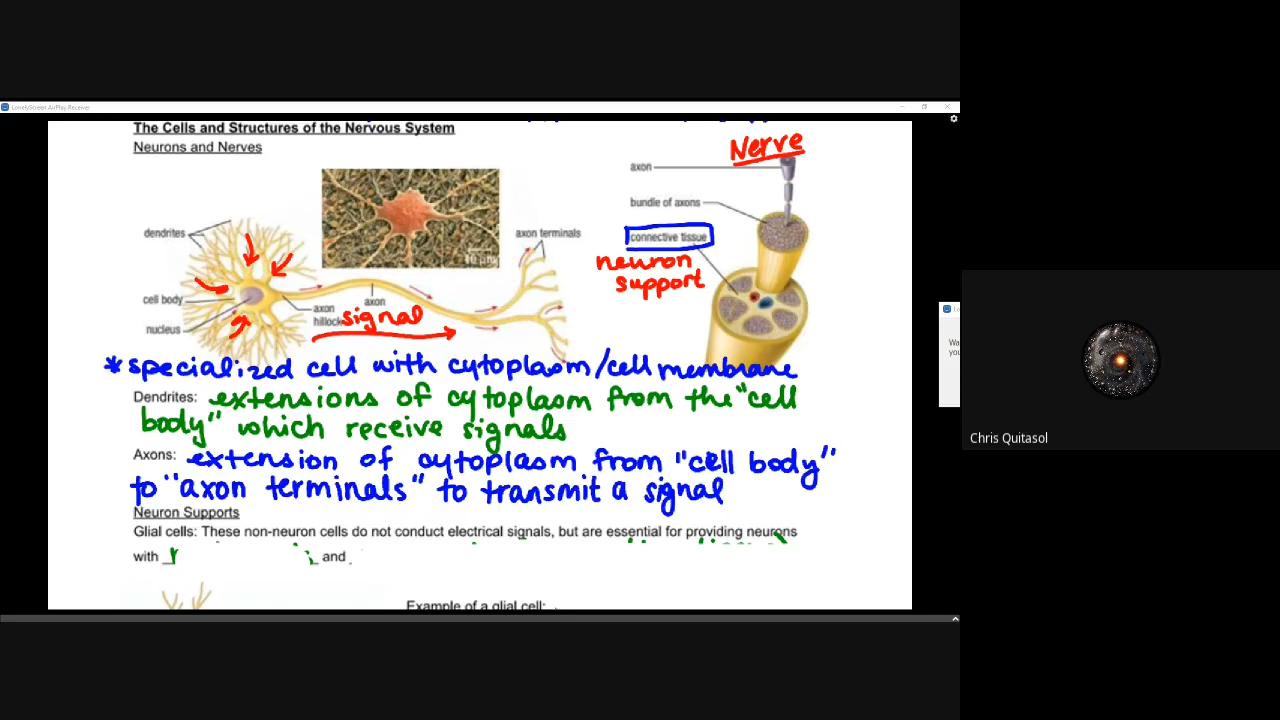 LonelyScreen AirPlay Receiver
The Cells and Structures of the Nervous System
Neurons and Nerves
Nerve
axon
bundle of axons
connective tissue
neuron
support
dendrites
axon terminals
cell body
axon
axon
hillock
signal
nucleus
*specialized cell with cytoplasm/cell membrane
Dendrites: extensions of cytoplasm from the "cell
body" which receive signals
Axons: extension of cytoplasm from "cell body"
to "axon terminals" to transmit a signal
Neuron Supports
Glial cells: These non-neuron cells do not conduct electrical signals, but are essential for providing neurons
with and
Example of a glial cell:
Chris Quitasol